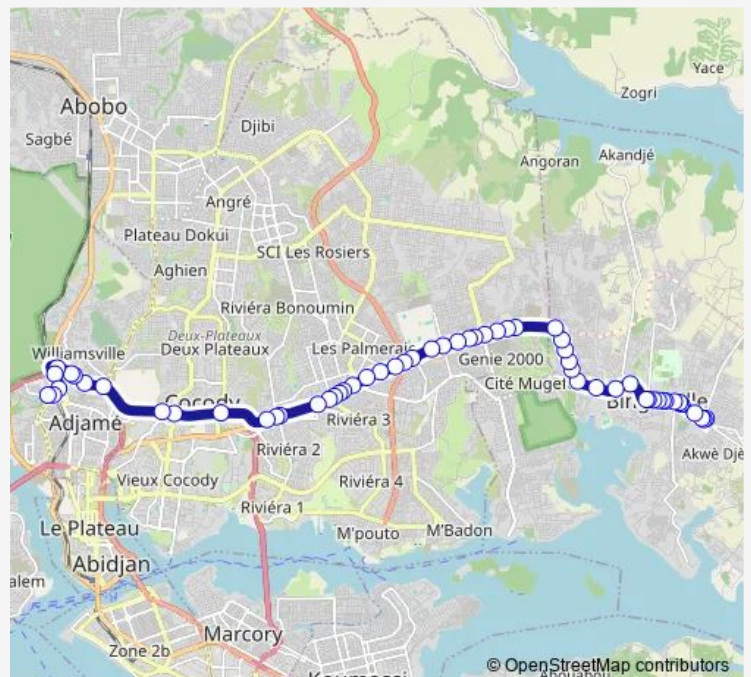 Yace
Zogri
Abobo
Djibi
Sagbé
Angoran
Akandjé
Angré
Plateau Dokui
SCI Les Rosiers
Aghien
Riviéra Bonoumin
Deux-Plateaux
Deux Plateaux
Williamsville
Les Palmerais
Genie 2000
Cité Muget
Cocody
Adjamé
Riviéra 3
Riviéra 2
Akwè Djè
Vieux Cocody
Riviéra 4
Riviéra 1
Le Plateau
M'pouto
M'Badon
Abidjan
alem
Marcory
Zone 2b
© OpenStreetMap contributors